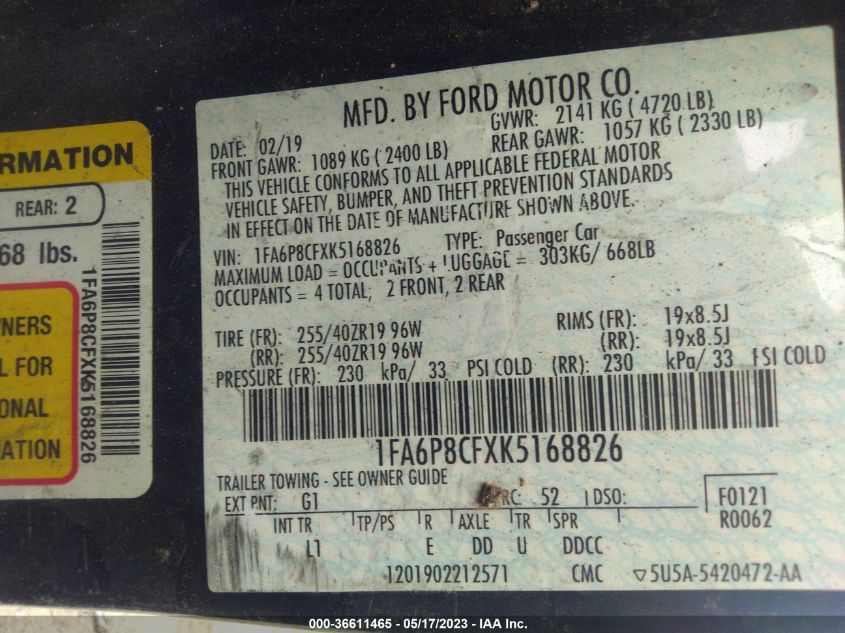 RMATION
REAR: 2
68 lbs.
1FA6P8CFXK5168826
WNERS
L FOR
ONAL
ATION
MFD. BY FORD MOTOR CO.
DATE: 02/19 GVWR: 2141 KG ( 4720 LB)
FRONT GAWR: 1089 KG ( 2400 LB) REAR GAWR: 1057 KG ( 2330 LB)
THIS VEHICLE CONFORMS TO ALL APPLICABLE FEDERAL MOTOR
VEHICLE SAFETY, BUMPER, AND THEFT PREVENTION STANDARDS
IN EFFECT ON THE DATE OF MANUFACTURE SHOWN ABOVE.
VIN: 1FA6P8CFXK5168826 TYPE: Passenger Car
MAXIMUM LOAD = OCCUPANTS + LUGGAGE = 303KG/ 668LB
OCCUPANTS = 4 TOTAL; 2 FRONT, 2 REAR
TIRE (FR): 255/40ZR19 96W RIMS (FR): 19x8.5J
(RR): 255/40ZR19 96W (RR): 19x8.5J
PRESSURE (FR): 230 kPa/ 33 PSI COLD (RR): 230 kPa/ 33 PSI COLD
1FA6P8CFXK5168826
TRAILER TOWING - SEE OWNER GUIDE
EXT PNT: G1 RC: 52 DSO: F0121
INT TR TP/PS R AXLE TR SPR R0062
L1 E DD U DDCC
1201902212571 CMC ▽5U5A-5420472-AA
000-36611465 - 05/17/2023 - IAA Inc.